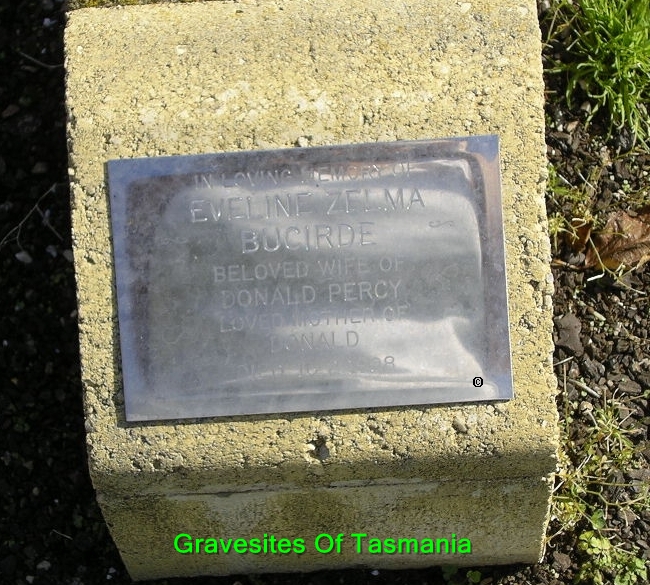 IN LOVING MEMORY OF
EVELINE ZELMA
BUCIRDE
BELOVED WIFE OF
DONALD PERCY
LOVED MOTHER OF
DONALD
DIED
©
Gravesites Of Tasmania